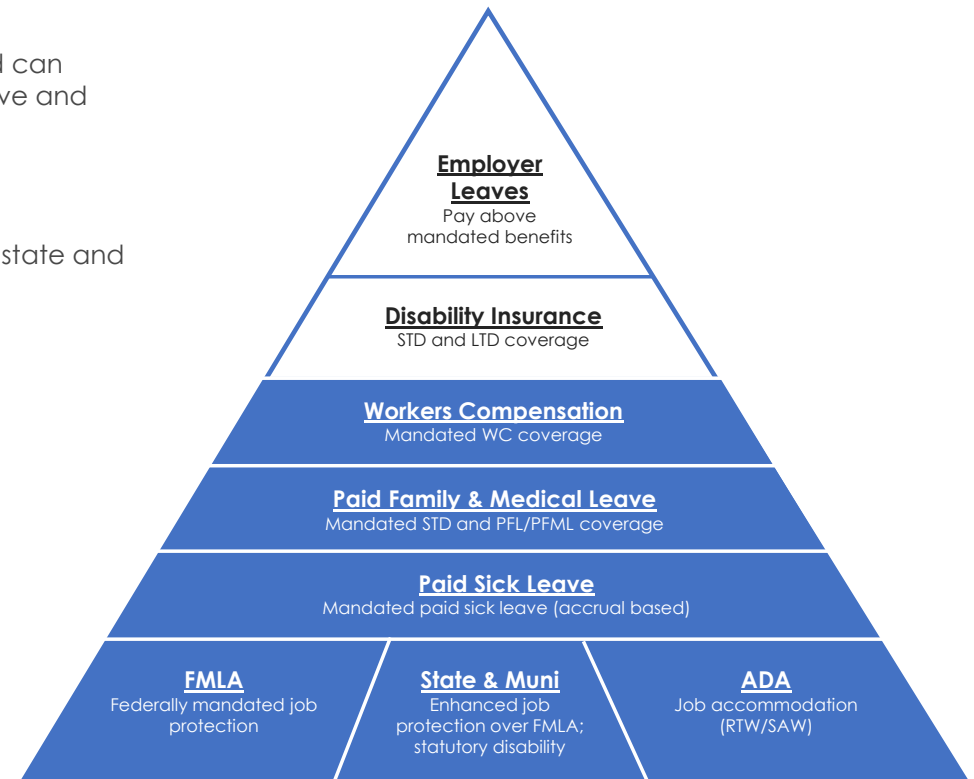 can
and
state and
Employer
Leaves
Pay above
mandated benefits
Disability Insurance
STD and LTD coverage
Workers Compensation
Mandated WC coverage
Paid Family & Medical Leave
Mandated STD and PFL/PFML coverage
Paid Sick Leave
Mandated paid sick leave (accrual based)
FMLA
Federally mandated job
protection
State & Muni
Enhanced job
protection over FMLA;
statutory disability
ADA
Job accommodation
(RTW/SAW)